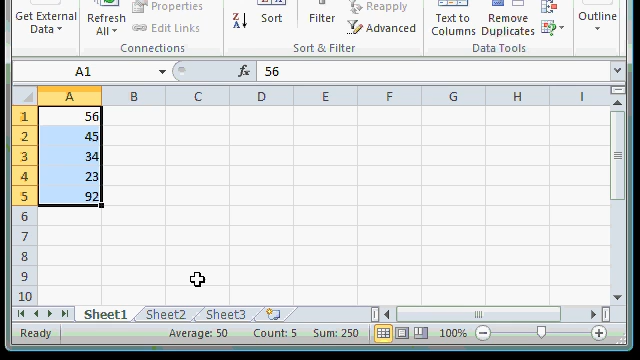 Get External Data
Refresh All
Properties
Edit Links
Connections
Z A
Sort
Filter
Reapply
Advanced
Sort & Filter
Text to Columns
Remove Duplicates
Data Tools
Outline
A1
fx
56
A B C D E F G H I
1 56
2 45
3 34
4 23
5 92
6
7
8
9
10
Sheet1 Sheet2 Sheet3
Ready Average: 50 Count: 5 Sum: 250 100%